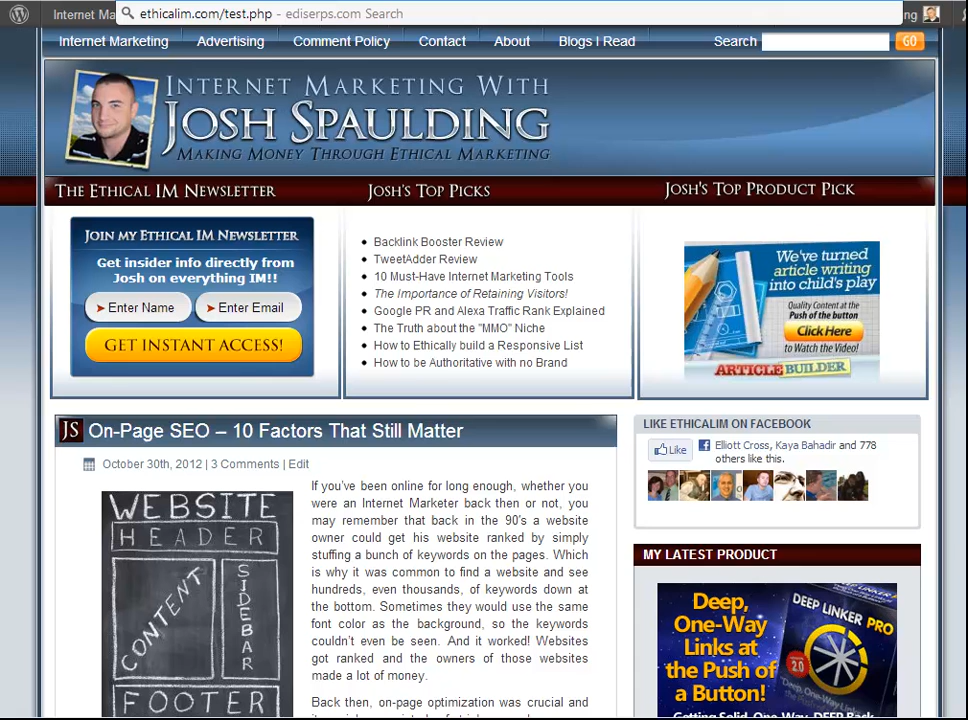 Internet Ma
ethicalim.com/test.php - ediserps.com Search
ng
Internet Marketing
Advertising
Comment Policy
Contact
About
Blogs I Read
Search
GO
INTERNET MARKETING WITH
JOSH SPAULDING
MAKING MONEY THROUGH ETHICAL MARKETING
THE ETHICAL IM NEWSLETTER
JOSH'S TOP PICKS
JOSH'S TOP PRODUCT PICK
JOIN MY ETHICAL IM NEWSLETTER
Get insider info directly from
Josh on everything IM!!
Enter Name
Enter Email
GET INSTANT ACCESS!
Backlink Booster Review
TweetAdder Review
10 Must-Have Internet Marketing Tools
The Importance of Retaining Visitors!
Google PR and Alexa Traffic Rank Explained
The Truth about the "MMO" Niche
How to Ethically build a Responsive List
How to be Authoritative with no Brand
We've turned
article writing
into child's play
Quality Content at the
Push of the button
Click Here
to Watch the Video!
ARTICLE BUILDER
JS On-Page SEO – 10 Factors That Still Matter
October 30th, 2012 | 3 Comments | Edit
WEBSITE
HEADER
CONTENT
SIDEBAR
FOOTER
If you've been online for long enough, whether you
were an Internet Marketer back then or not, you
may remember that back in the 90's a website
owner could get his website ranked by simply
stuffing a bunch of keywords on the pages. Which
is why it was common to find a website and see
hundreds, even thousands, of keywords down at
the bottom. Sometimes they would use the same
font color as the background, so the keywords
couldn't even be seen. And it worked! Websites
got ranked and the owners of those websites
made a lot of money.
Back then, on-page optimization was crucial and
LIKE ETHICALIM ON FACEBOOK
Like
Elliott Cross, Kaya Bahadir and 778
others like this.
MY LATEST PRODUCT
Deep,
One-Way
Links at
the Push of
a Button!
DEEP LINKER PRO
2.0